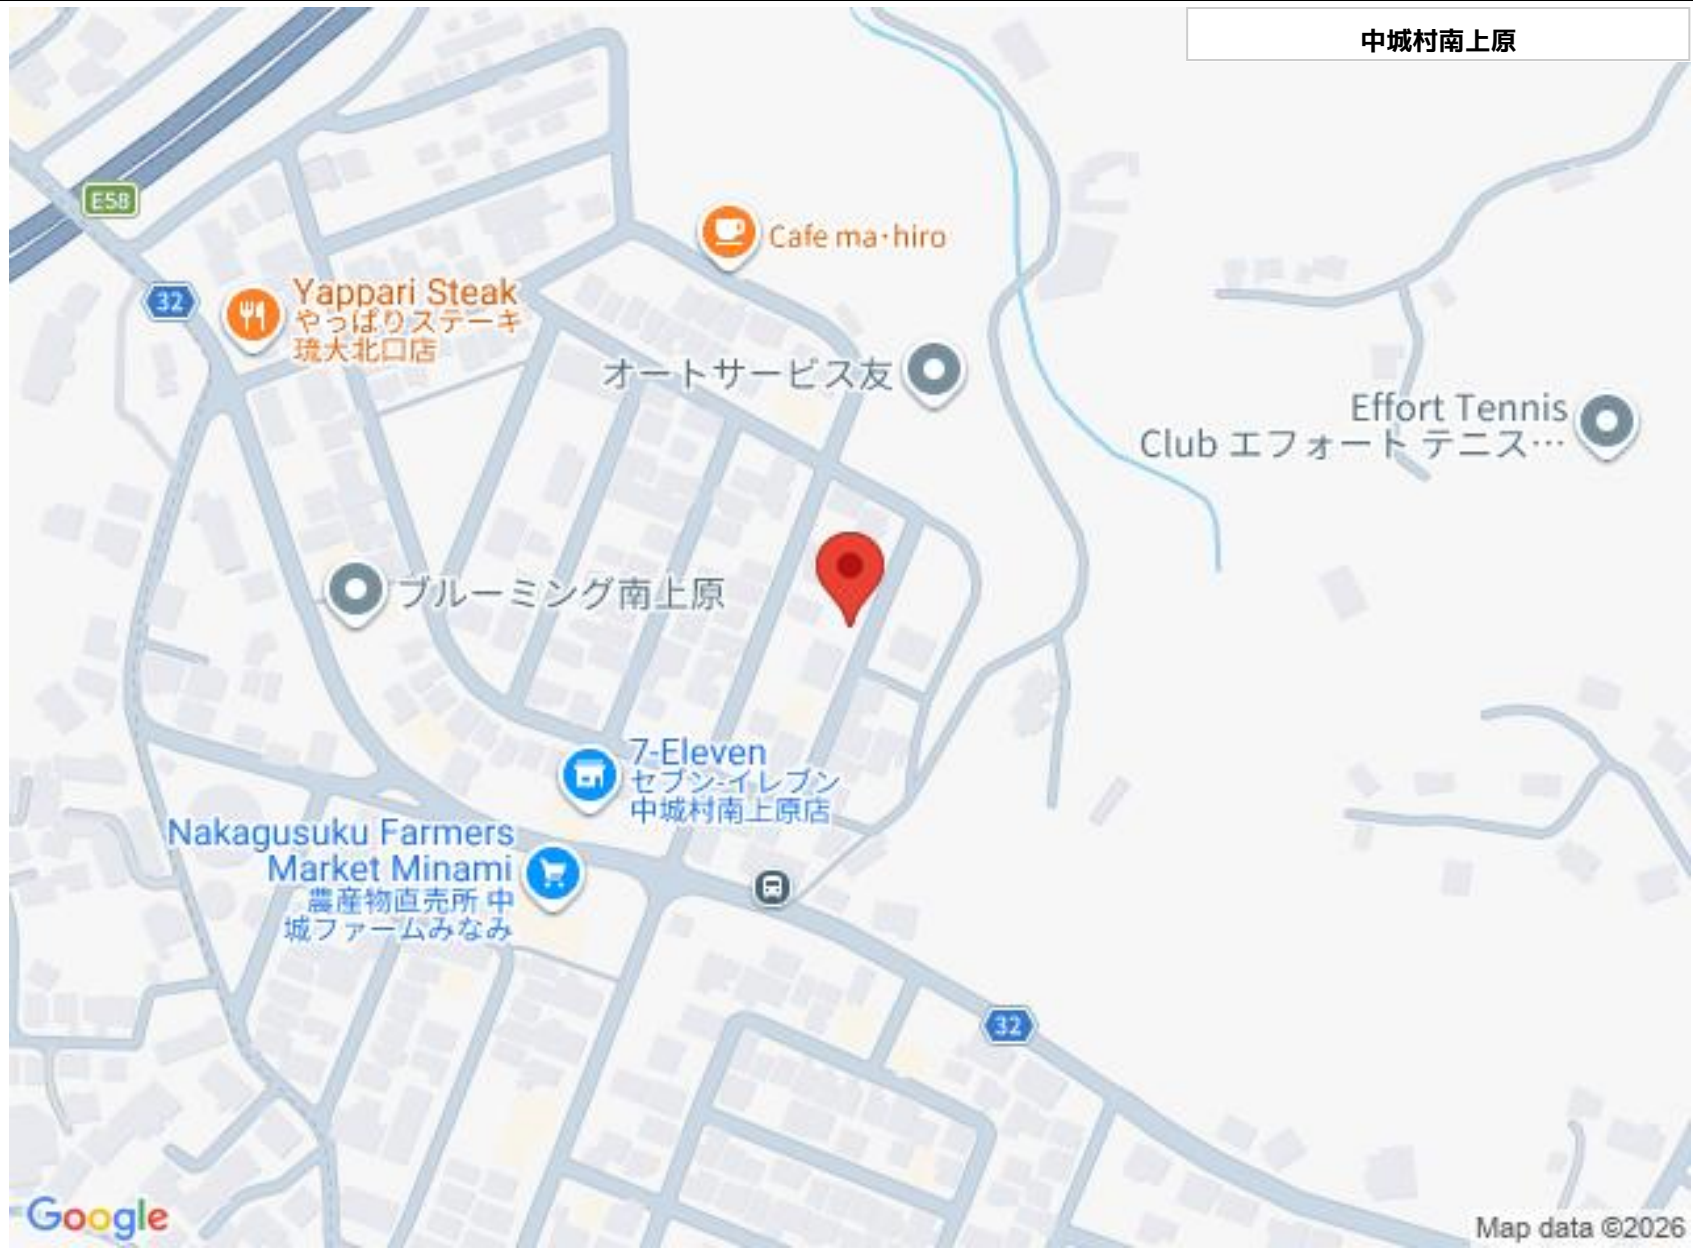 中城村南上原
E58
Cafe ma・hiro
32
Yappari Steak
やっぱりステーキ
琉大北口店
オートサービス友
Effort Tennis
Club エフォート テニス…
ブルーミング南上原
7-Eleven
セブン-イレブン
中城村南上原店
Nakagusuku Farmers
Market Minami
農産物直売所 中
城ファームみなみ
32
Google
Map data ©2026